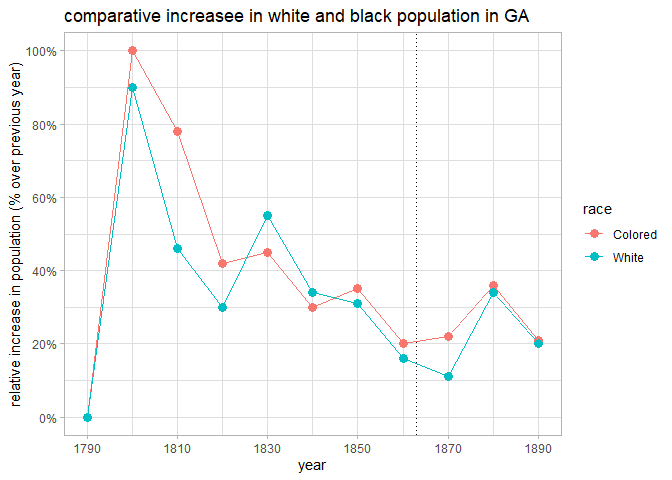 comparative increasee in white and black population in GA
relative increase in population (% over previous year)
100%
80%
60%
40%
20%
0%
1790
1810
1830
1850
1870
1890
year
race
Colored
White